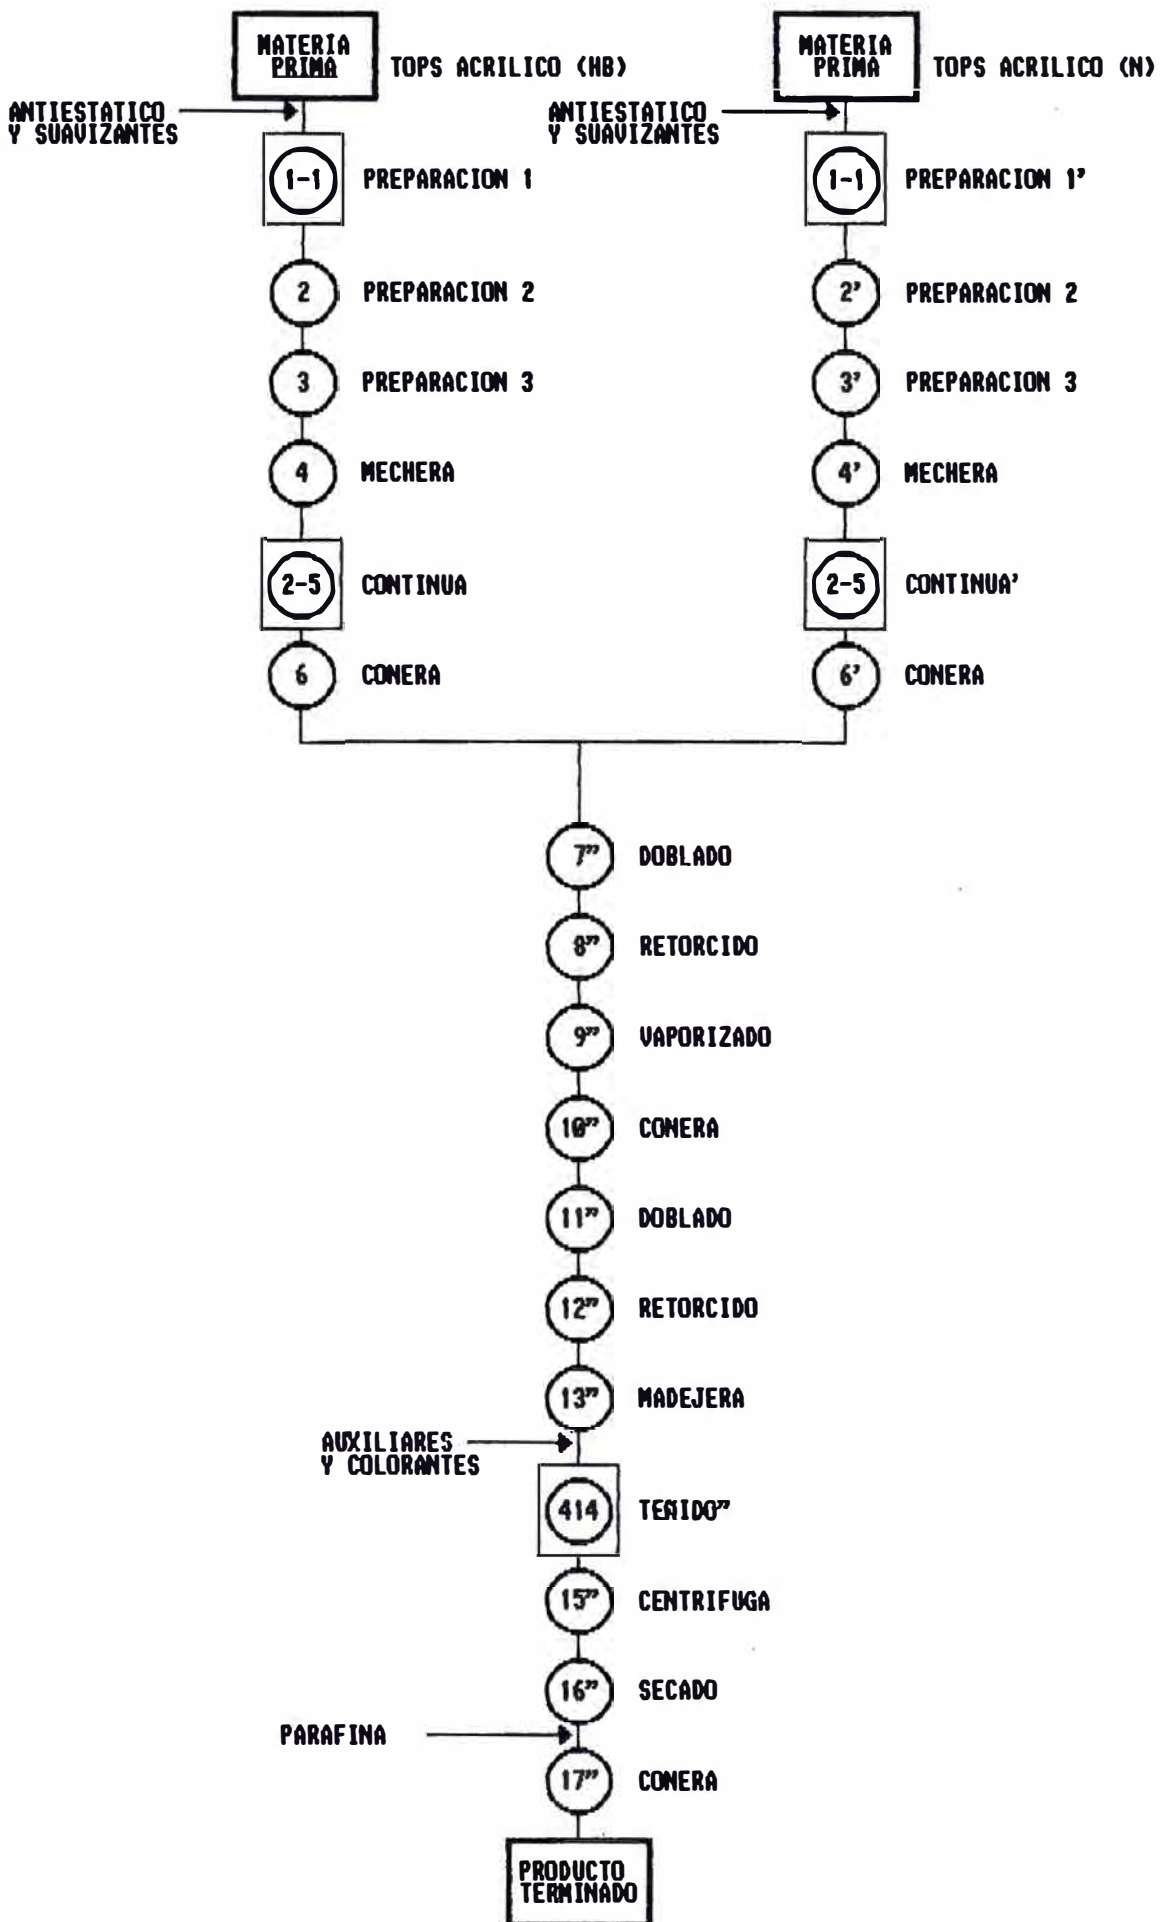 MATERIA
PRIMA
TOPS ACRILICO (HB)
ANTIESTATICO
Y SUAVIZANTES
1-1
PREPARACION 1
2
PREPARACION 2
3
PREPARACION 3
4
MECHERA
2-5
CONTINUA
6
CONERA
MATERIA
PRIMA
TOPS ACRILICO (N)
ANTIESTATICO
Y SUAVIZANTES
1-1
PREPARACION 1'
2'
PREPARACION 2
3'
PREPARACION 3
4'
MECHERA
2-5
CONTINUA'
6'
CONERA
7"
DOBLADO
8"
RETORCIDO
9"
VAPORIZADO
10"
CONERA
11"
DOBLADO
12"
RETORCIDO
13"
MADEJERA
AUXILIARES
Y COLORANTES
414
TEÑIDO"
15"
CENTRIFUGA
16"
SECADO
PARAFINA
17"
CONERA
PRODUCTO
TERMINADO